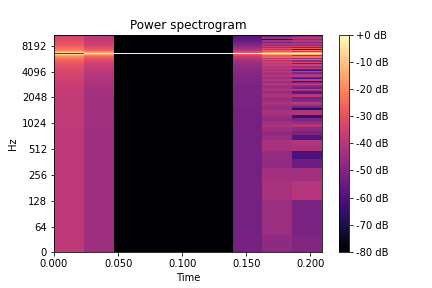 Power spectrogram
8192
4096
2048
1024
512
256
128
64
0
Hz
0.000 0.050 0.100 0.150 0.200
Time
+0 dB
-10 dB
-20 dB
-30 dB
-40 dB
-50 dB
-60 dB
-70 dB
-80 dB